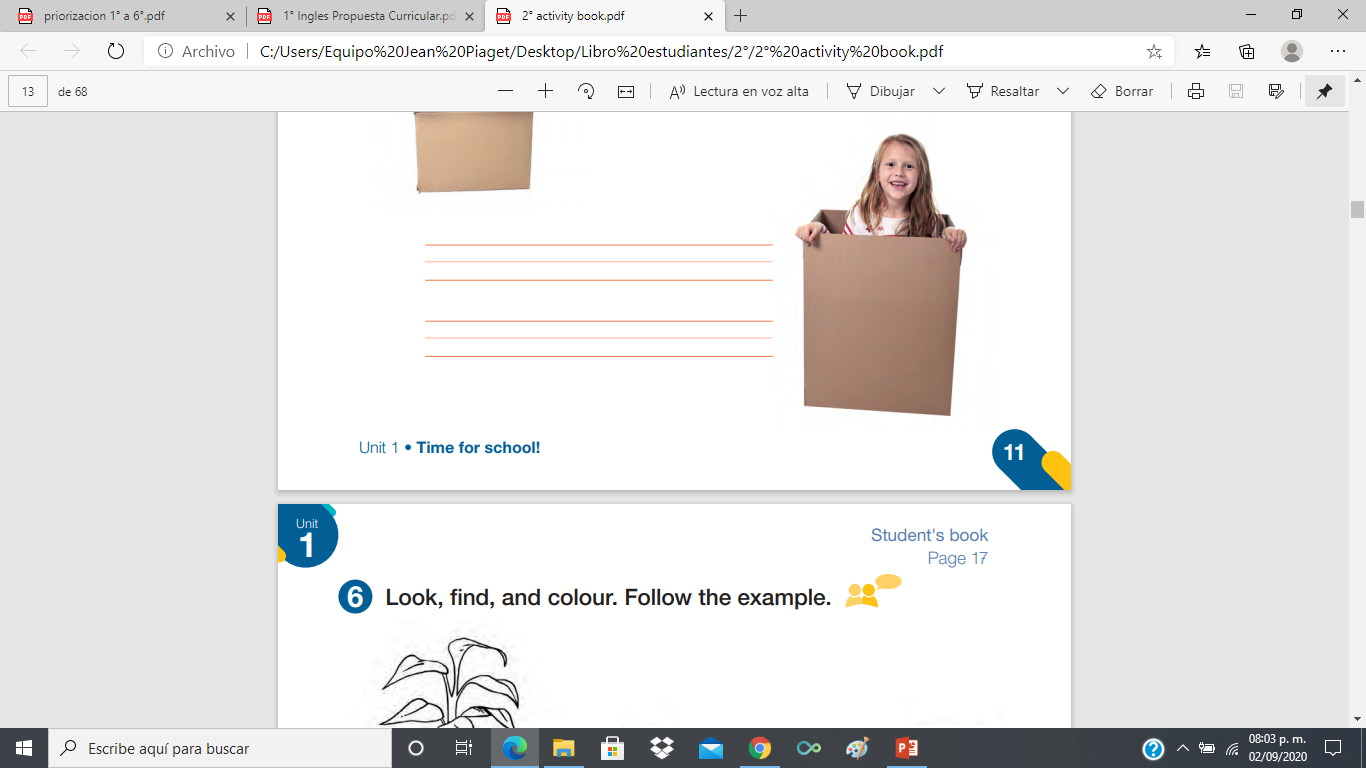 priorizacion 1° a 6°.pdf
1° Ingles Propuesta Curricular.pd
2° activity book.pdf
Archivo
C:/Users/Equipo%20Jean%20Piaget/Desktop/Libro%20estudiantes/2°/2°%20activity%20book.pdf
13 de 68
Lectura en voz alta
Dibujar
Resaltar
Borrar
Unit 1 • Time for school!
11
Unit
1
Student's book
Page 17
6 Look, find, and colour. Follow the example.
Escribe aquí para buscar
08:03 p. m.
02/09/2020